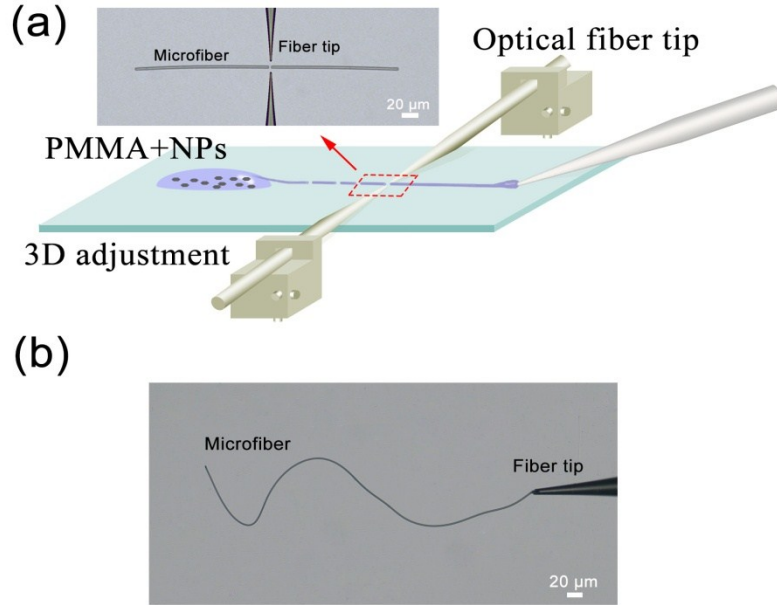 (a)
Microfiber
Fiber tip
20 μm
Optical fiber tip
PMMA+NPs
3D adjustment
(b)
Microfiber
Fiber tip
20 μm